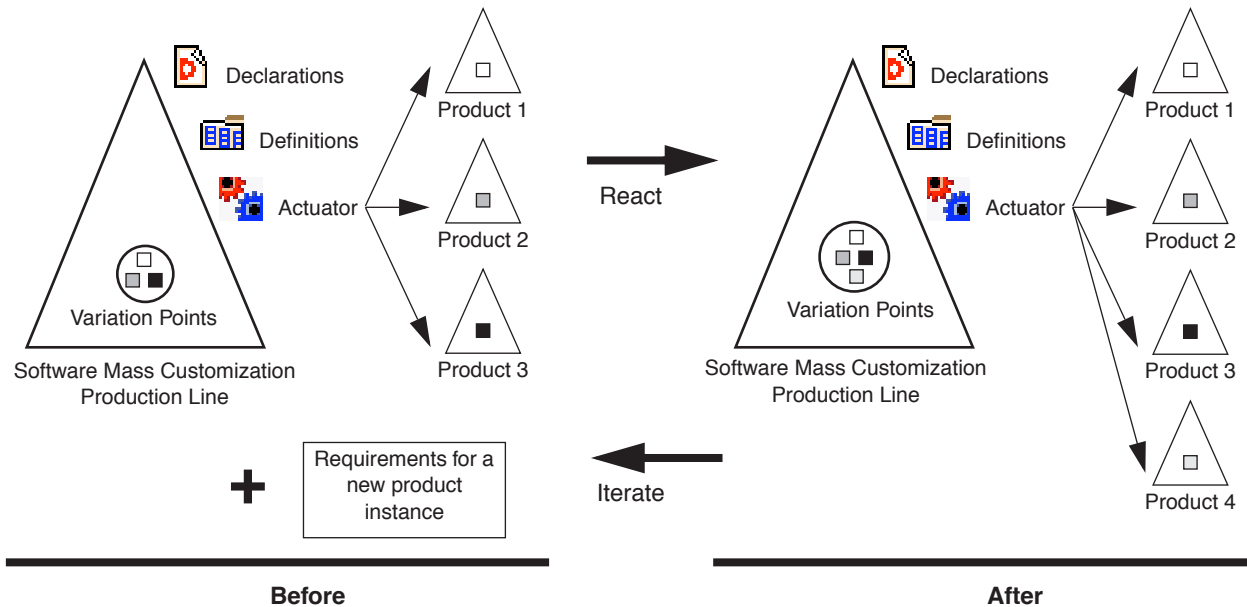 Declarations
Definitions
Actuator
Variation Points
Software Mass Customization
Production Line
Product 1
Product 2
Product 3
Requirements for a
new product
instance
Before
React
Iterate
Declarations
Definitions
Actuator
Variation Points
Software Mass Customization
Production Line
Product 1
Product 2
Product 3
Product 4
After